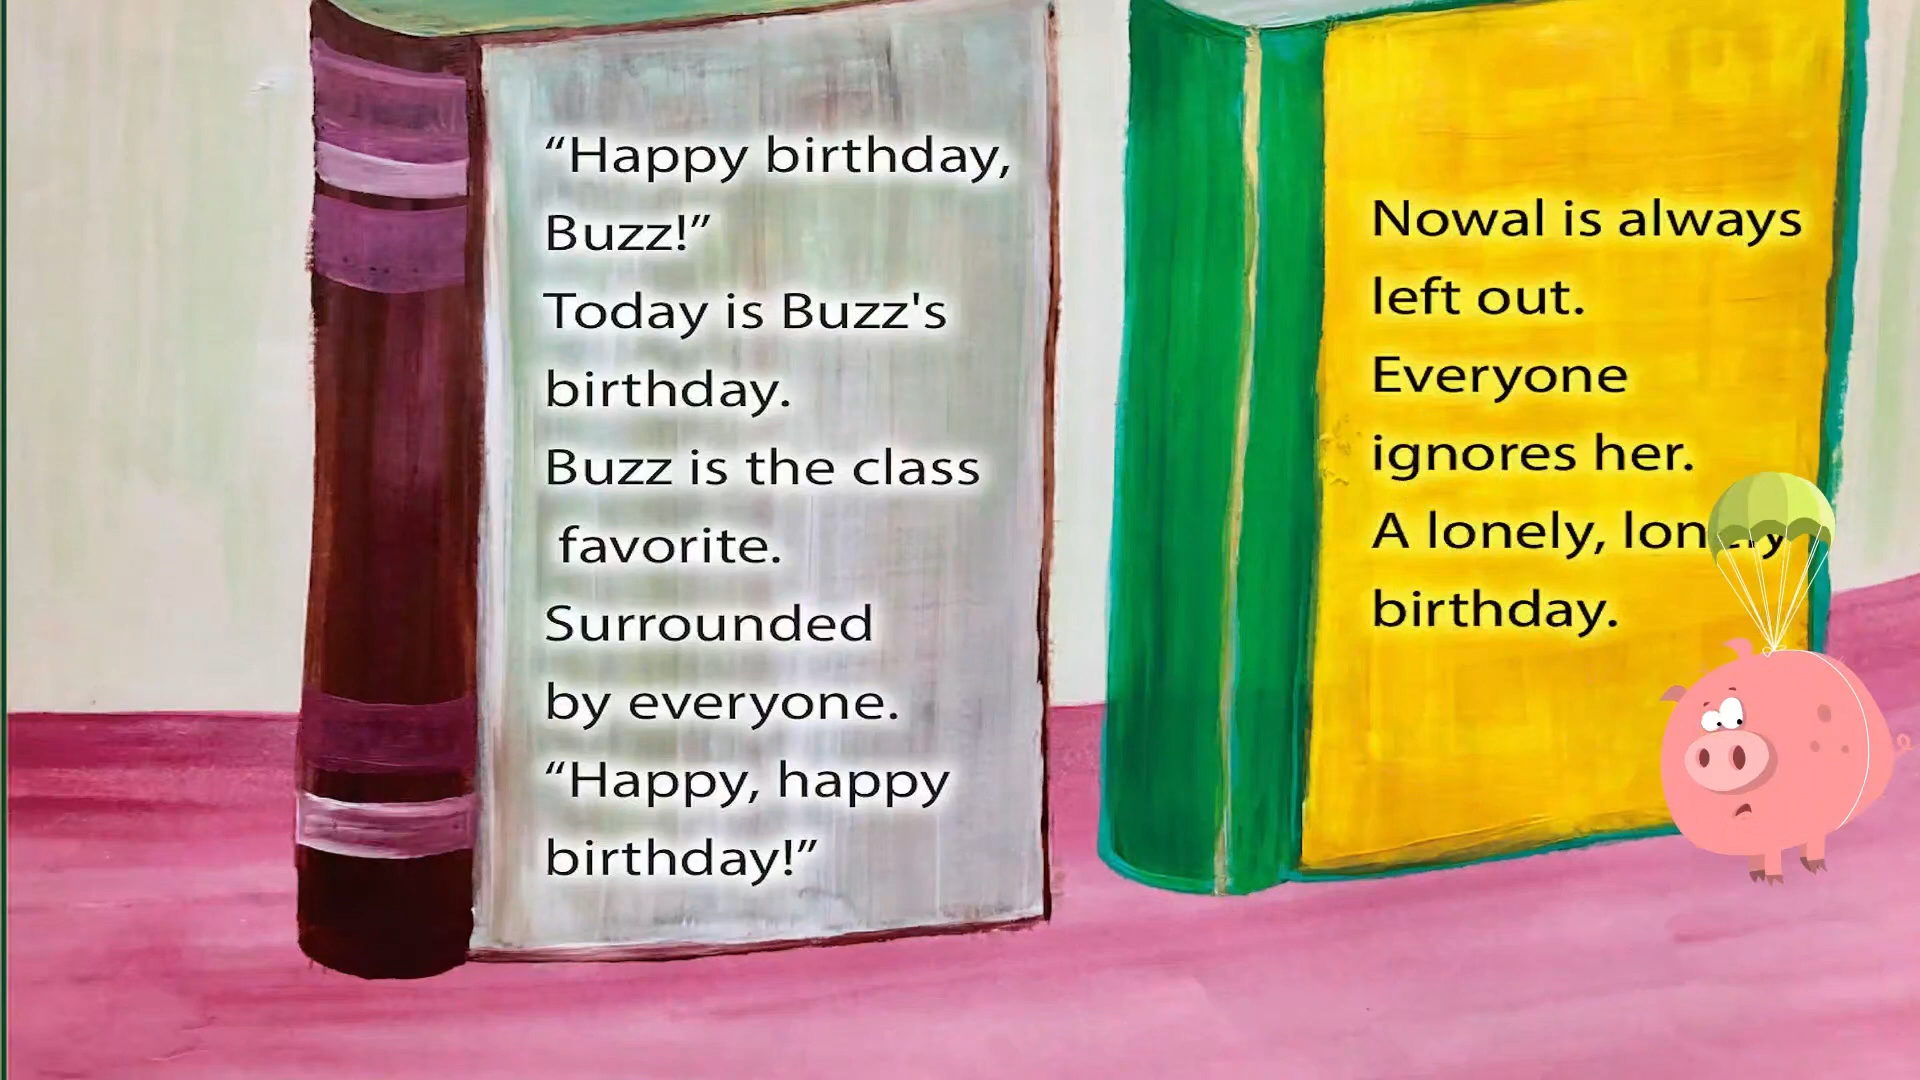 “Happy birthday,
Buzz!”
Today is Buzz's
birthday.
Buzz is the class
favorite.
Surrounded
by everyone.
“Happy, happy
birthday!”
Nowal is always
left out.
Everyone
ignores her.
A lonely, lonely
birthday.